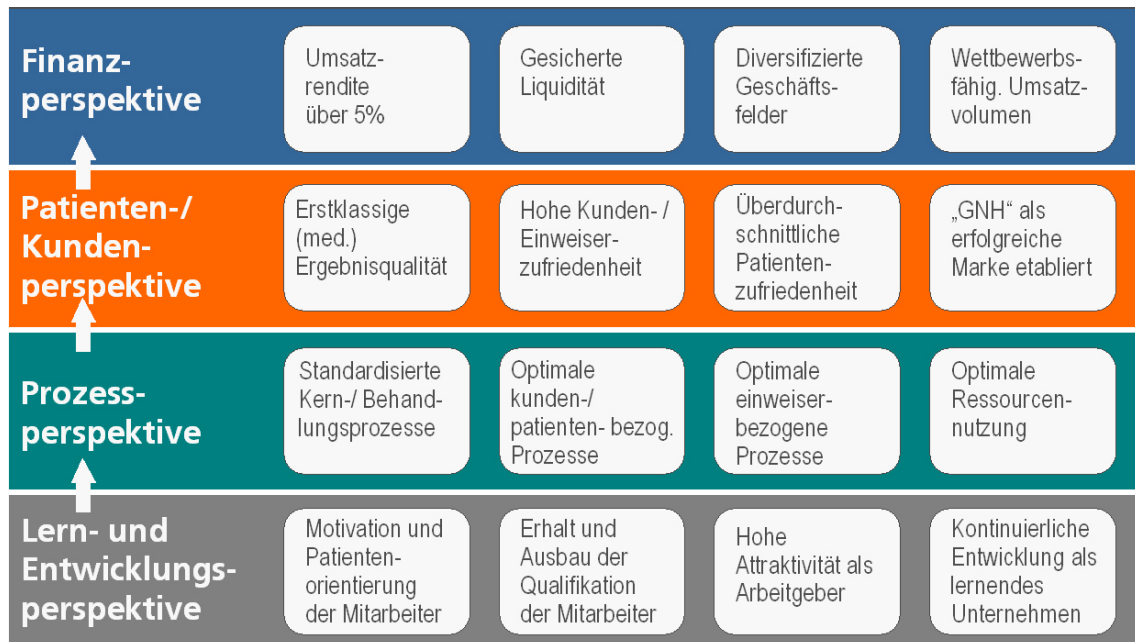 Finanz-
perspektive
Umsatz-
rendite
über 5%
Gesicherte
Liquidität
Diversifizierte
Geschäfts-
felder
Wettbewerbs-
fähig. Umsatz-
volumen
Patienten-/
Kunden-
perspektive
Erstklassige
(med.)
Ergebnisqualität
Hohe Kunden- /
Einweiser-
zufriedenheit
Überdurch-
schnittliche
Patienten-
zufriedenheit
„GNH“ als
erfolgreiche
Marke etabliert
Prozess-
perspektive
Standardisierte
Kern-/ Behand-
lungsprozesse
Optimale
kunden-/
patienten- bezog.
Prozesse
Optimale
einweiser-
bezogene
Prozesse
Optimale
Ressourcen-
nutzung
Lern- und
Entwicklungs-
perspektive
Motivation und
Patienten-
orientierung
der Mitarbeiter
Erhalt und
Ausbau der
Qualifikation
der Mitarbeiter
Hohe
Attraktivität als
Arbeitgeber
Kontinuierliche
Entwicklung als
lernendes
Unternehmen